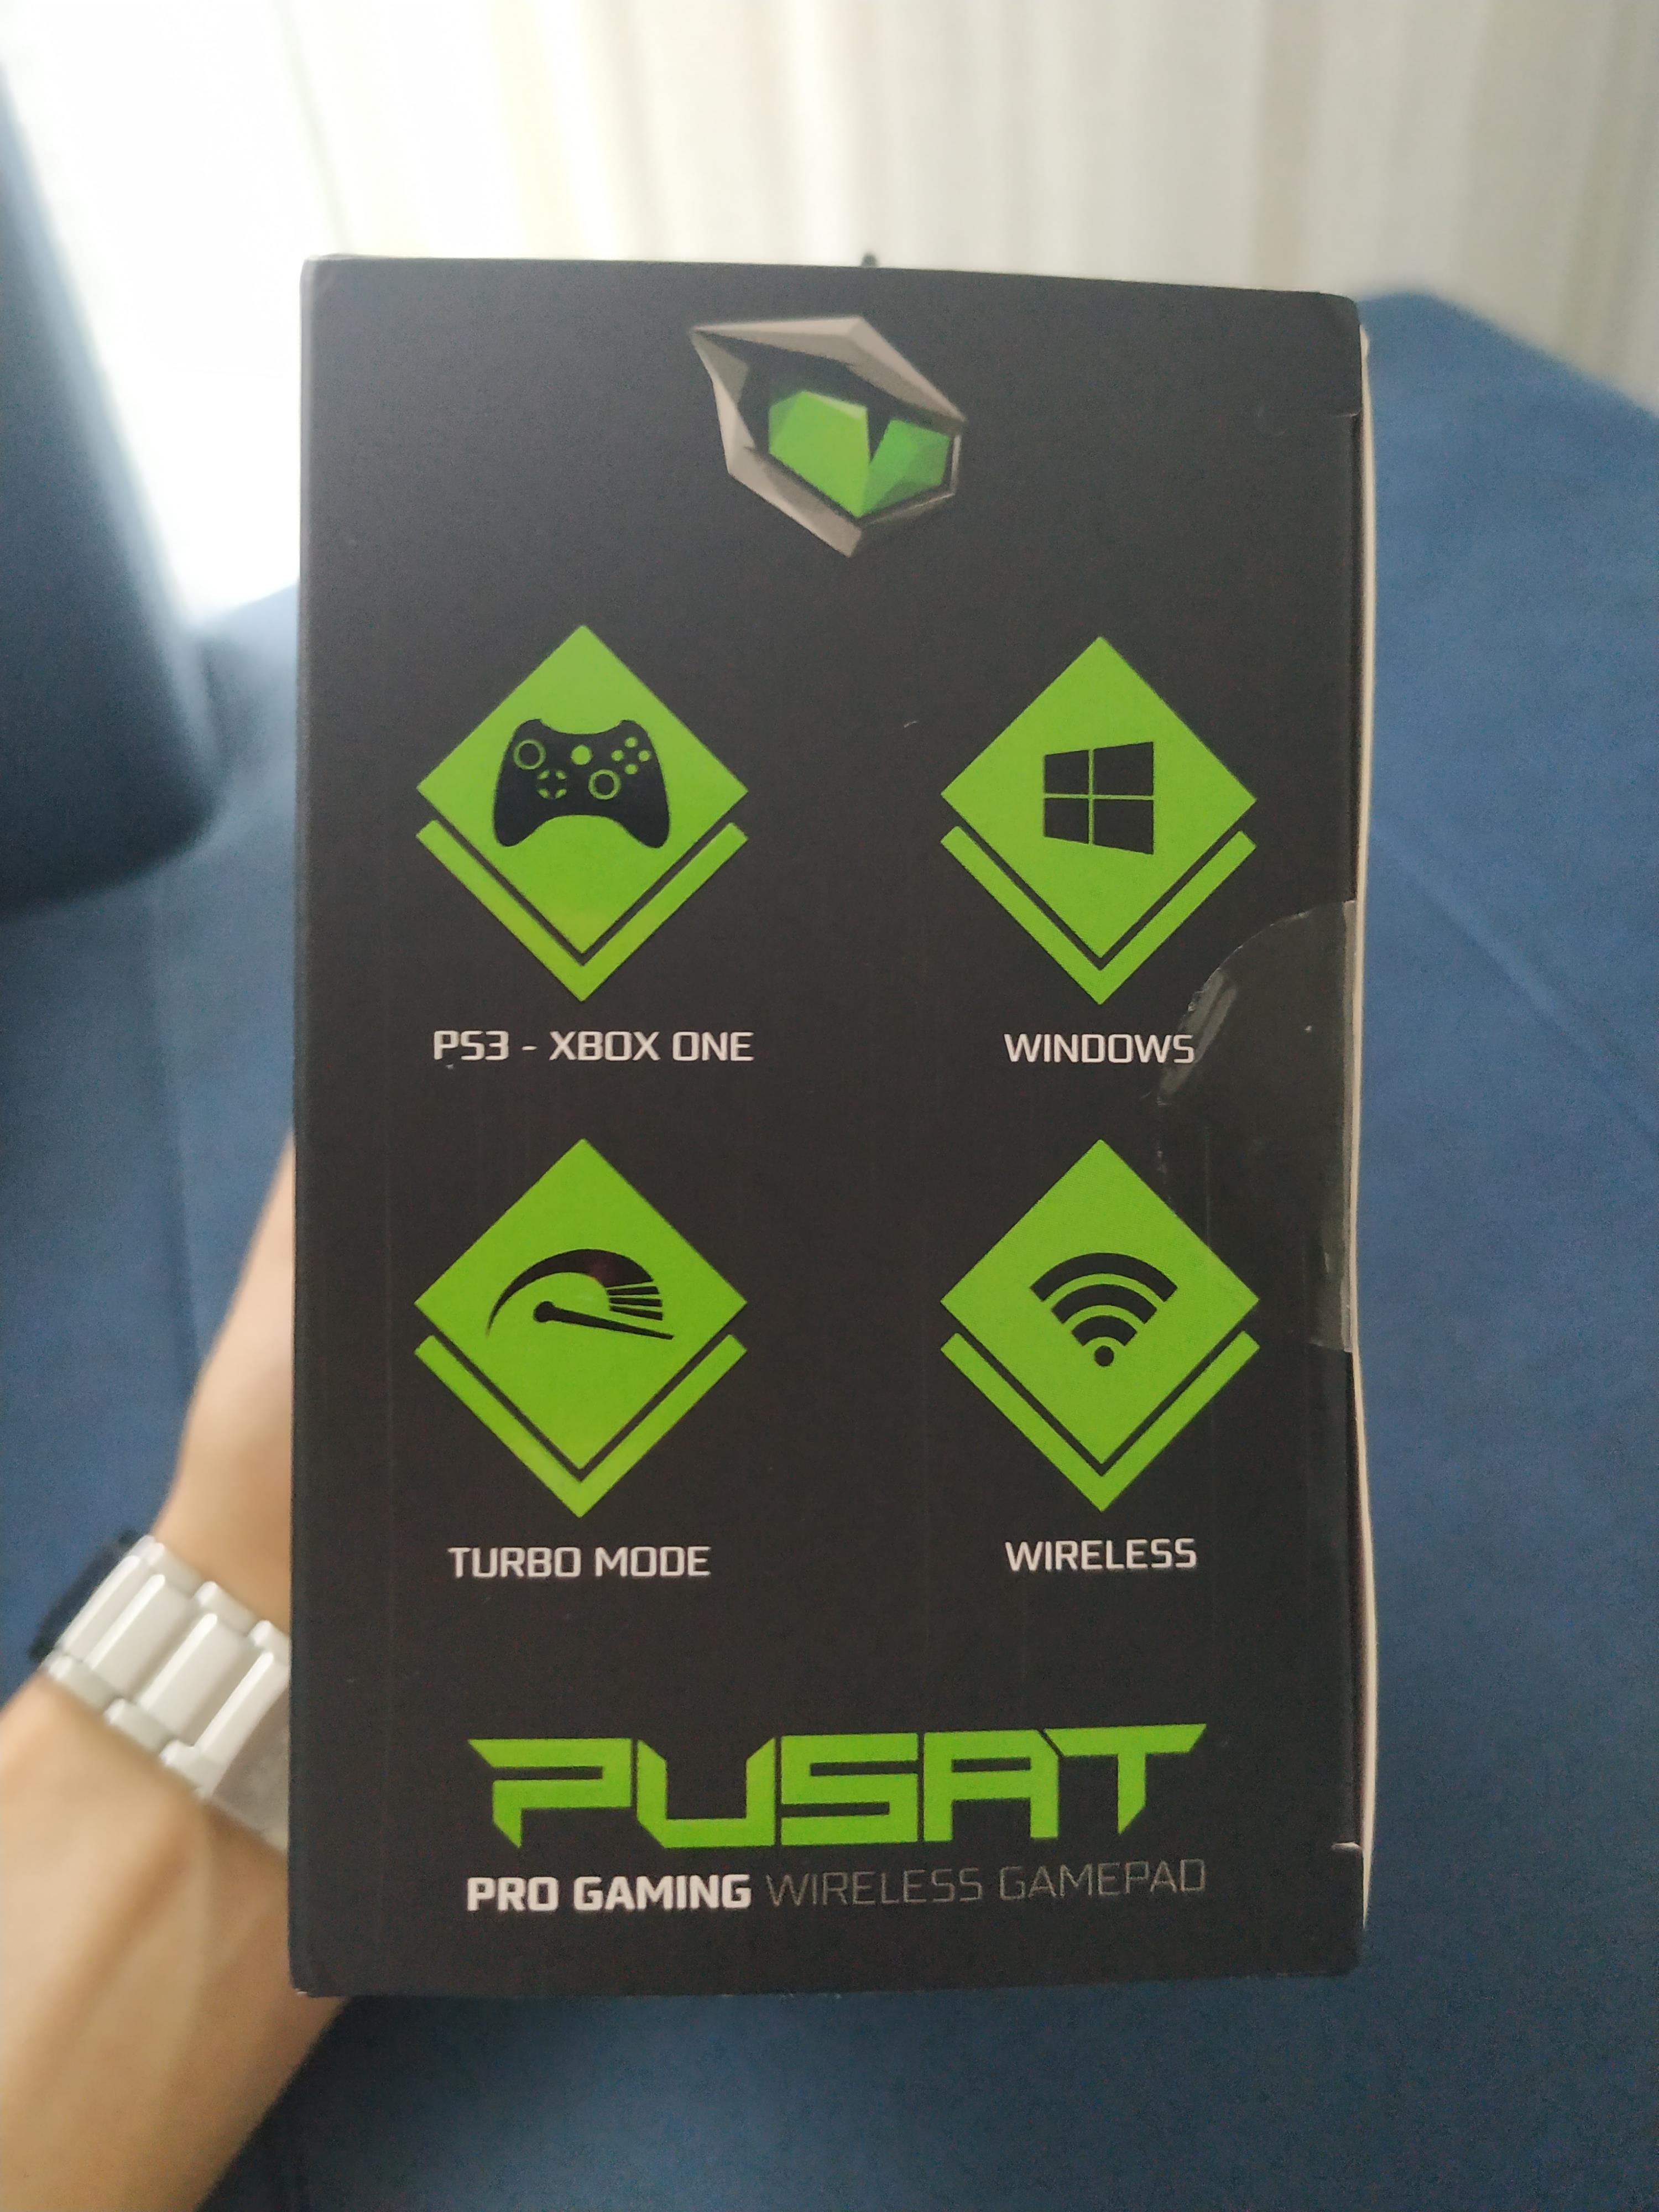 PS3 - XBOX ONE
WINDOWS
TURBO MODE
WIRELESS
PUSAT
PRO GAMING WIRELESS GAMEPAD